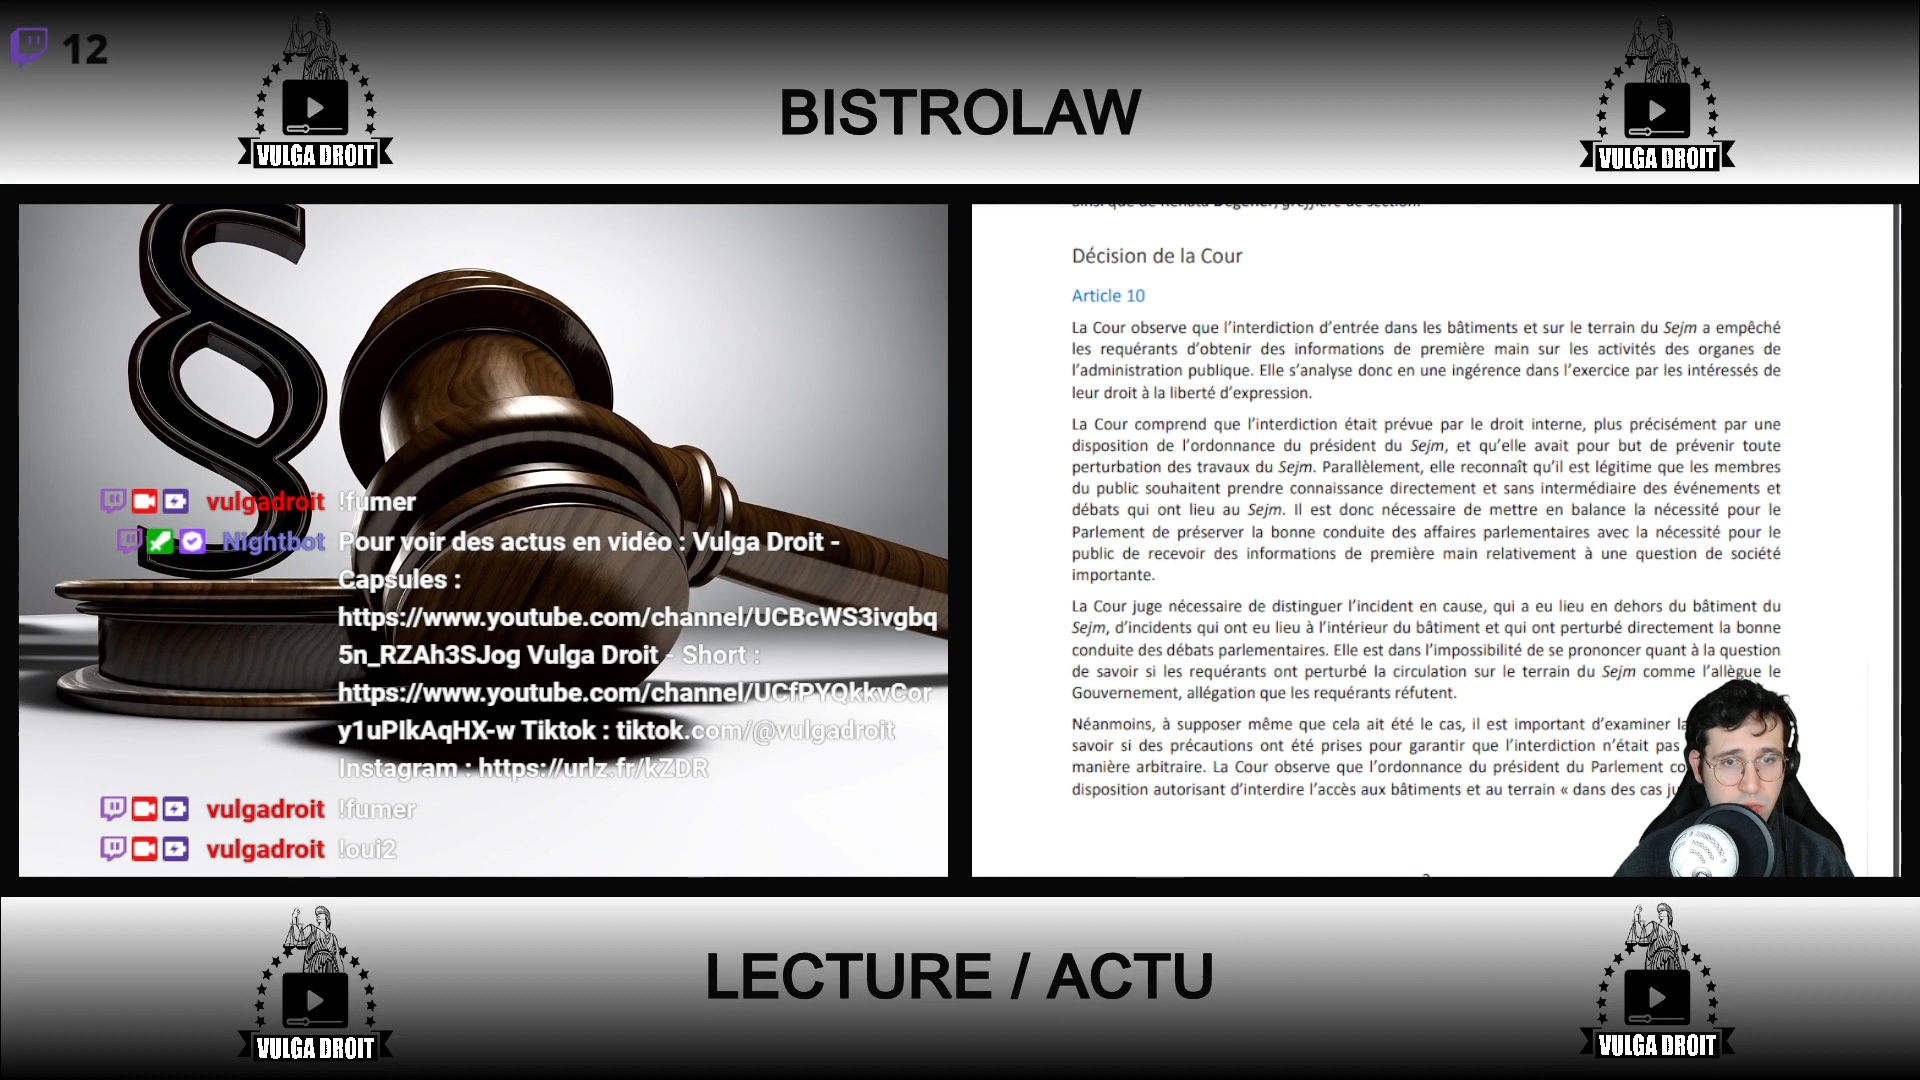 12
VULGA DROIT
BISTROLAW
VULGA DROIT
vulgadroit !fumer
Nightbot Pour voir des actus en vidéo : Vulga Droit -
Capsules :
https://www.youtube.com/channel/UCBcWS3ivgbq
5n_RZAh3SJog Vulga Droit - Short :
https://www.youtube.com/channel/UCfPYQkkvCor
y1uPIkAqHX-w Tiktok : tiktok.com/@vulgadroit
Instagram : https://urlz.fr/kZDR
vulgadroit !fumer
vulgadroit !oui2
ainsi que de Renata Degener, greffière de section.
Décision de la Cour
Article 10
La Cour observe que l’interdiction d’entrée dans les bâtiments et sur le terrain du Sejm a empêché
les requérants d’obtenir des informations de première main sur les activités des organes de
l’administration publique. Elle s’analyse donc en une ingérence dans l’exercice par les intéressés de
leur droit à la liberté d’expression.
La Cour comprend que l’interdiction était prévue par le droit interne, plus précisément par une
disposition de l’ordonnance du président du Sejm, et qu’elle avait pour but de prévenir toute
perturbation des travaux du Sejm. Parallèlement, elle reconnaît qu’il est légitime que les membres
du public souhaitent prendre connaissance directement et sans intermédiaire des événements et
débats qui ont lieu au Sejm. Il est donc nécessaire de mettre en balance la nécessité pour le
Parlement de préserver la bonne conduite des affaires parlementaires avec la nécessité pour le
public de recevoir des informations de première main relativement à une question de société
importante.
La Cour juge nécessaire de distinguer l’incident en cause, qui a eu lieu en dehors du bâtiment du
Sejm, d’incidents qui ont eu lieu à l’intérieur du bâtiment et qui ont perturbé directement la bonne
conduite des débats parlementaires. Elle est dans l’impossibilité de se prononcer quant à la question
de savoir si les requérants ont perturbé la circulation sur le terrain du Sejm comme l’allègue le
Gouvernement, allégation que les requérants réfutent.
Néanmoins, à supposer même que cela ait été le cas, il est important d’examiner la
savoir si des précautions ont été prises pour garantir que l’interdiction n’était pas
manière arbitraire. La Cour observe que l’ordonnance du président du Parlement co
disposition autorisant d’interdire l’accès aux bâtiments et au terrain « dans des cas ju
VULGA DROIT
LECTURE / ACTU
VULGA DROIT